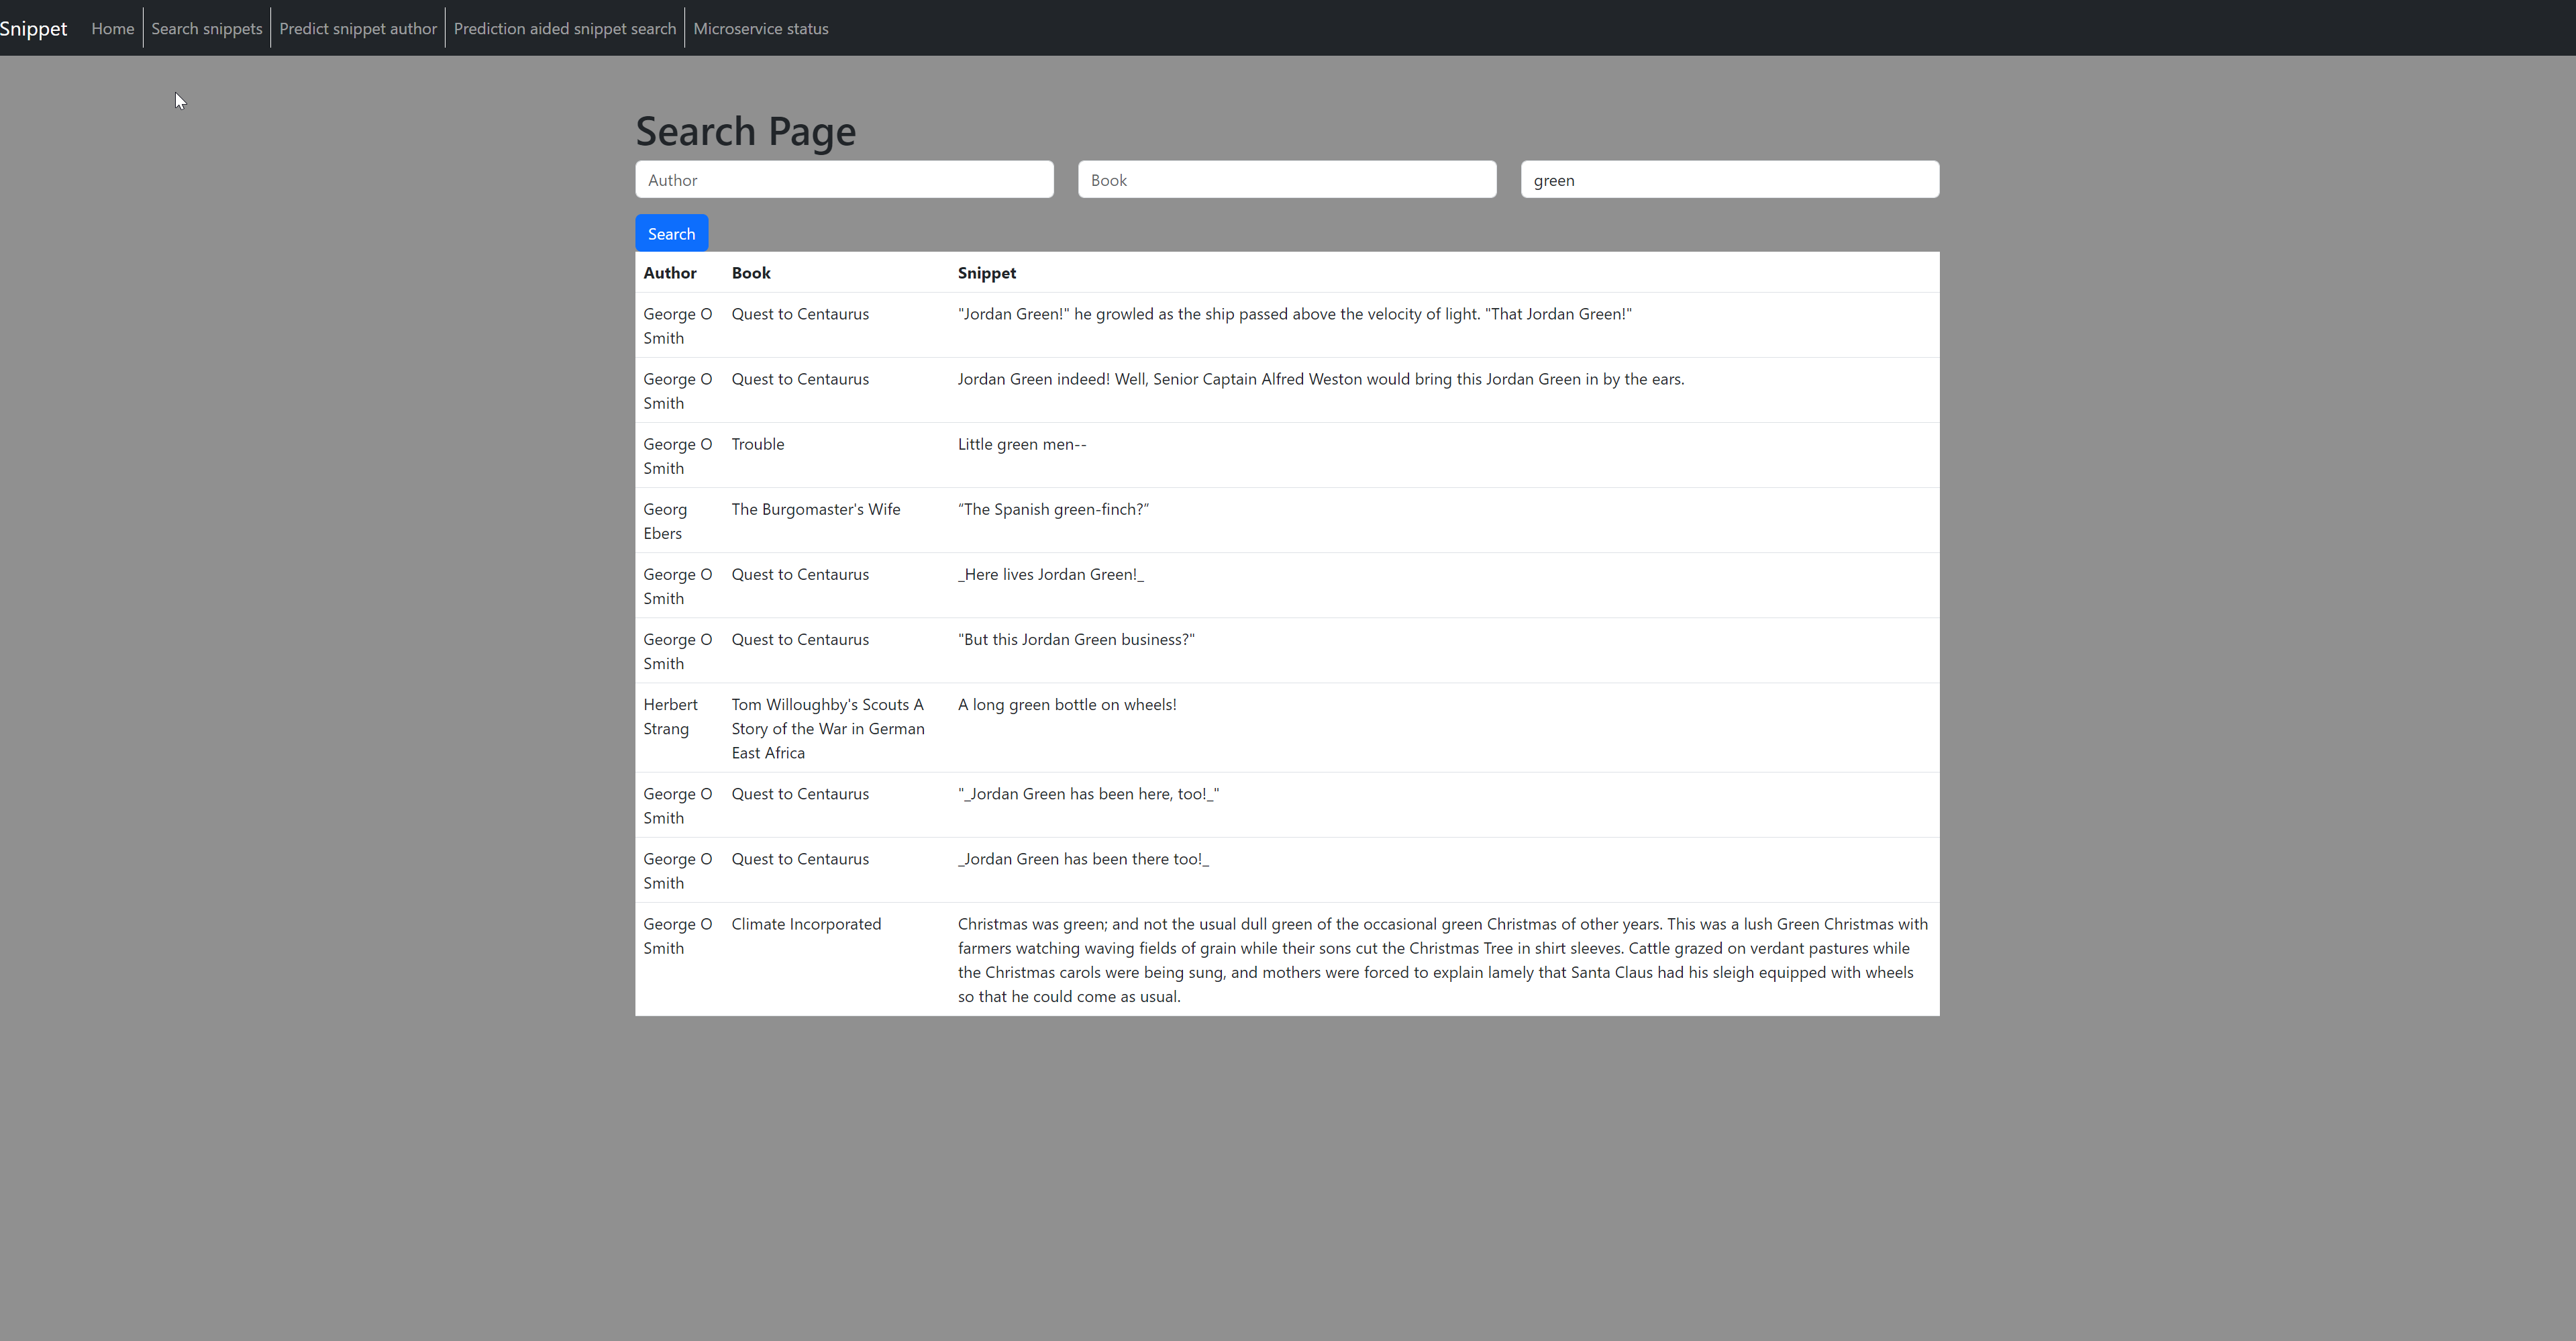 Snippet Home Search snippets Predict snippet author Prediction aided snippet search Microservice status
Search Page
Author Book green
Search
Author Book Snippet
George O Smith Quest to Centaurus "Jordan Green!" he growled as the ship passed above the velocity of light. "That Jordan Green!"
George O Smith Quest to Centaurus Jordan Green indeed! Well, Senior Captain Alfred Weston would bring this Jordan Green in by the ears.
George O Smith Trouble Little green men--
Georg Ebers The Burgomaster's Wife “The Spanish green-finch?”
George O Smith Quest to Centaurus _Here lives Jordan Green!_
George O Smith Quest to Centaurus "But this Jordan Green business?"
Herbert Strang Tom Willoughby's Scouts A Story of the War in German East Africa A long green bottle on wheels!
George O Smith Quest to Centaurus "_Jordan Green has been here, too!_"
George O Smith Quest to Centaurus _Jordan Green has been there too!_
George O Smith Climate Incorporated Christmas was green; and not the usual dull green of the occasional green Christmas of other years. This was a lush Green Christmas with
farmers watching waving fields of grain while their sons cut the Christmas Tree in shirt sleeves. Cattle grazed on verdant pastures while
the Christmas carols were being sung, and mothers were forced to explain lamely that Santa Claus had his sleigh equipped with wheels
so that he could come as usual.